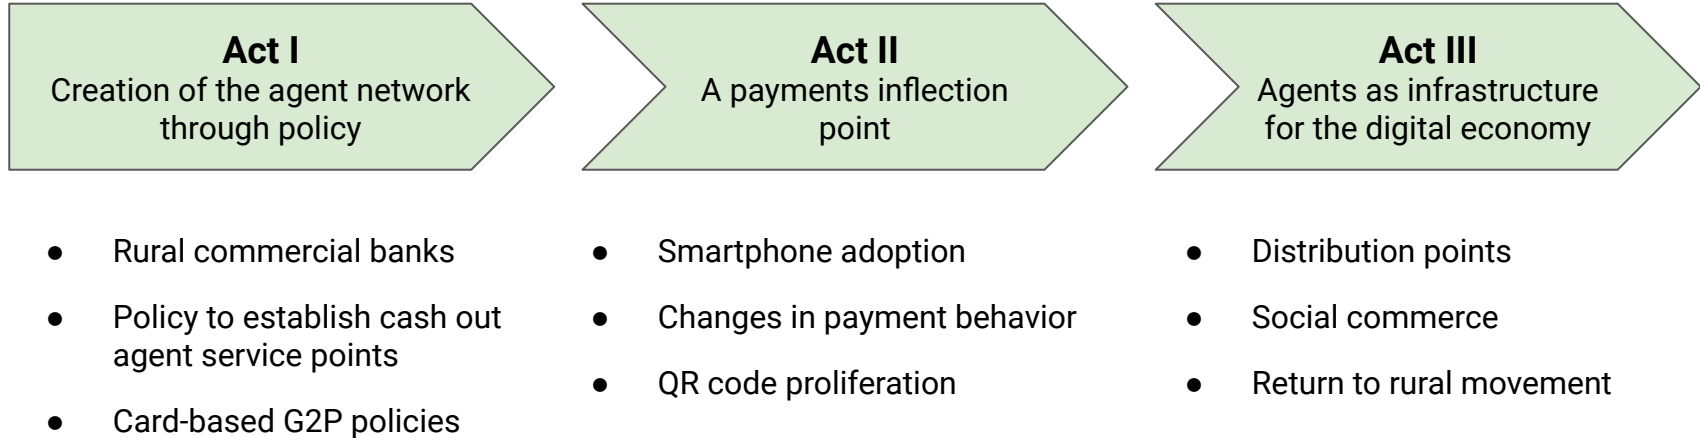 Act I
Creation of the agent network
through policy
Act II
A payments inflection
point
Act III
Agents as infrastructure
for the digital economy
● Rural commercial banks
● Policy to establish cash out
agent service points
● Card-based G2P policies
● Smartphone adoption
● Changes in payment behavior
● QR code proliferation
● Distribution points
● Social commerce
● Return to rural movement